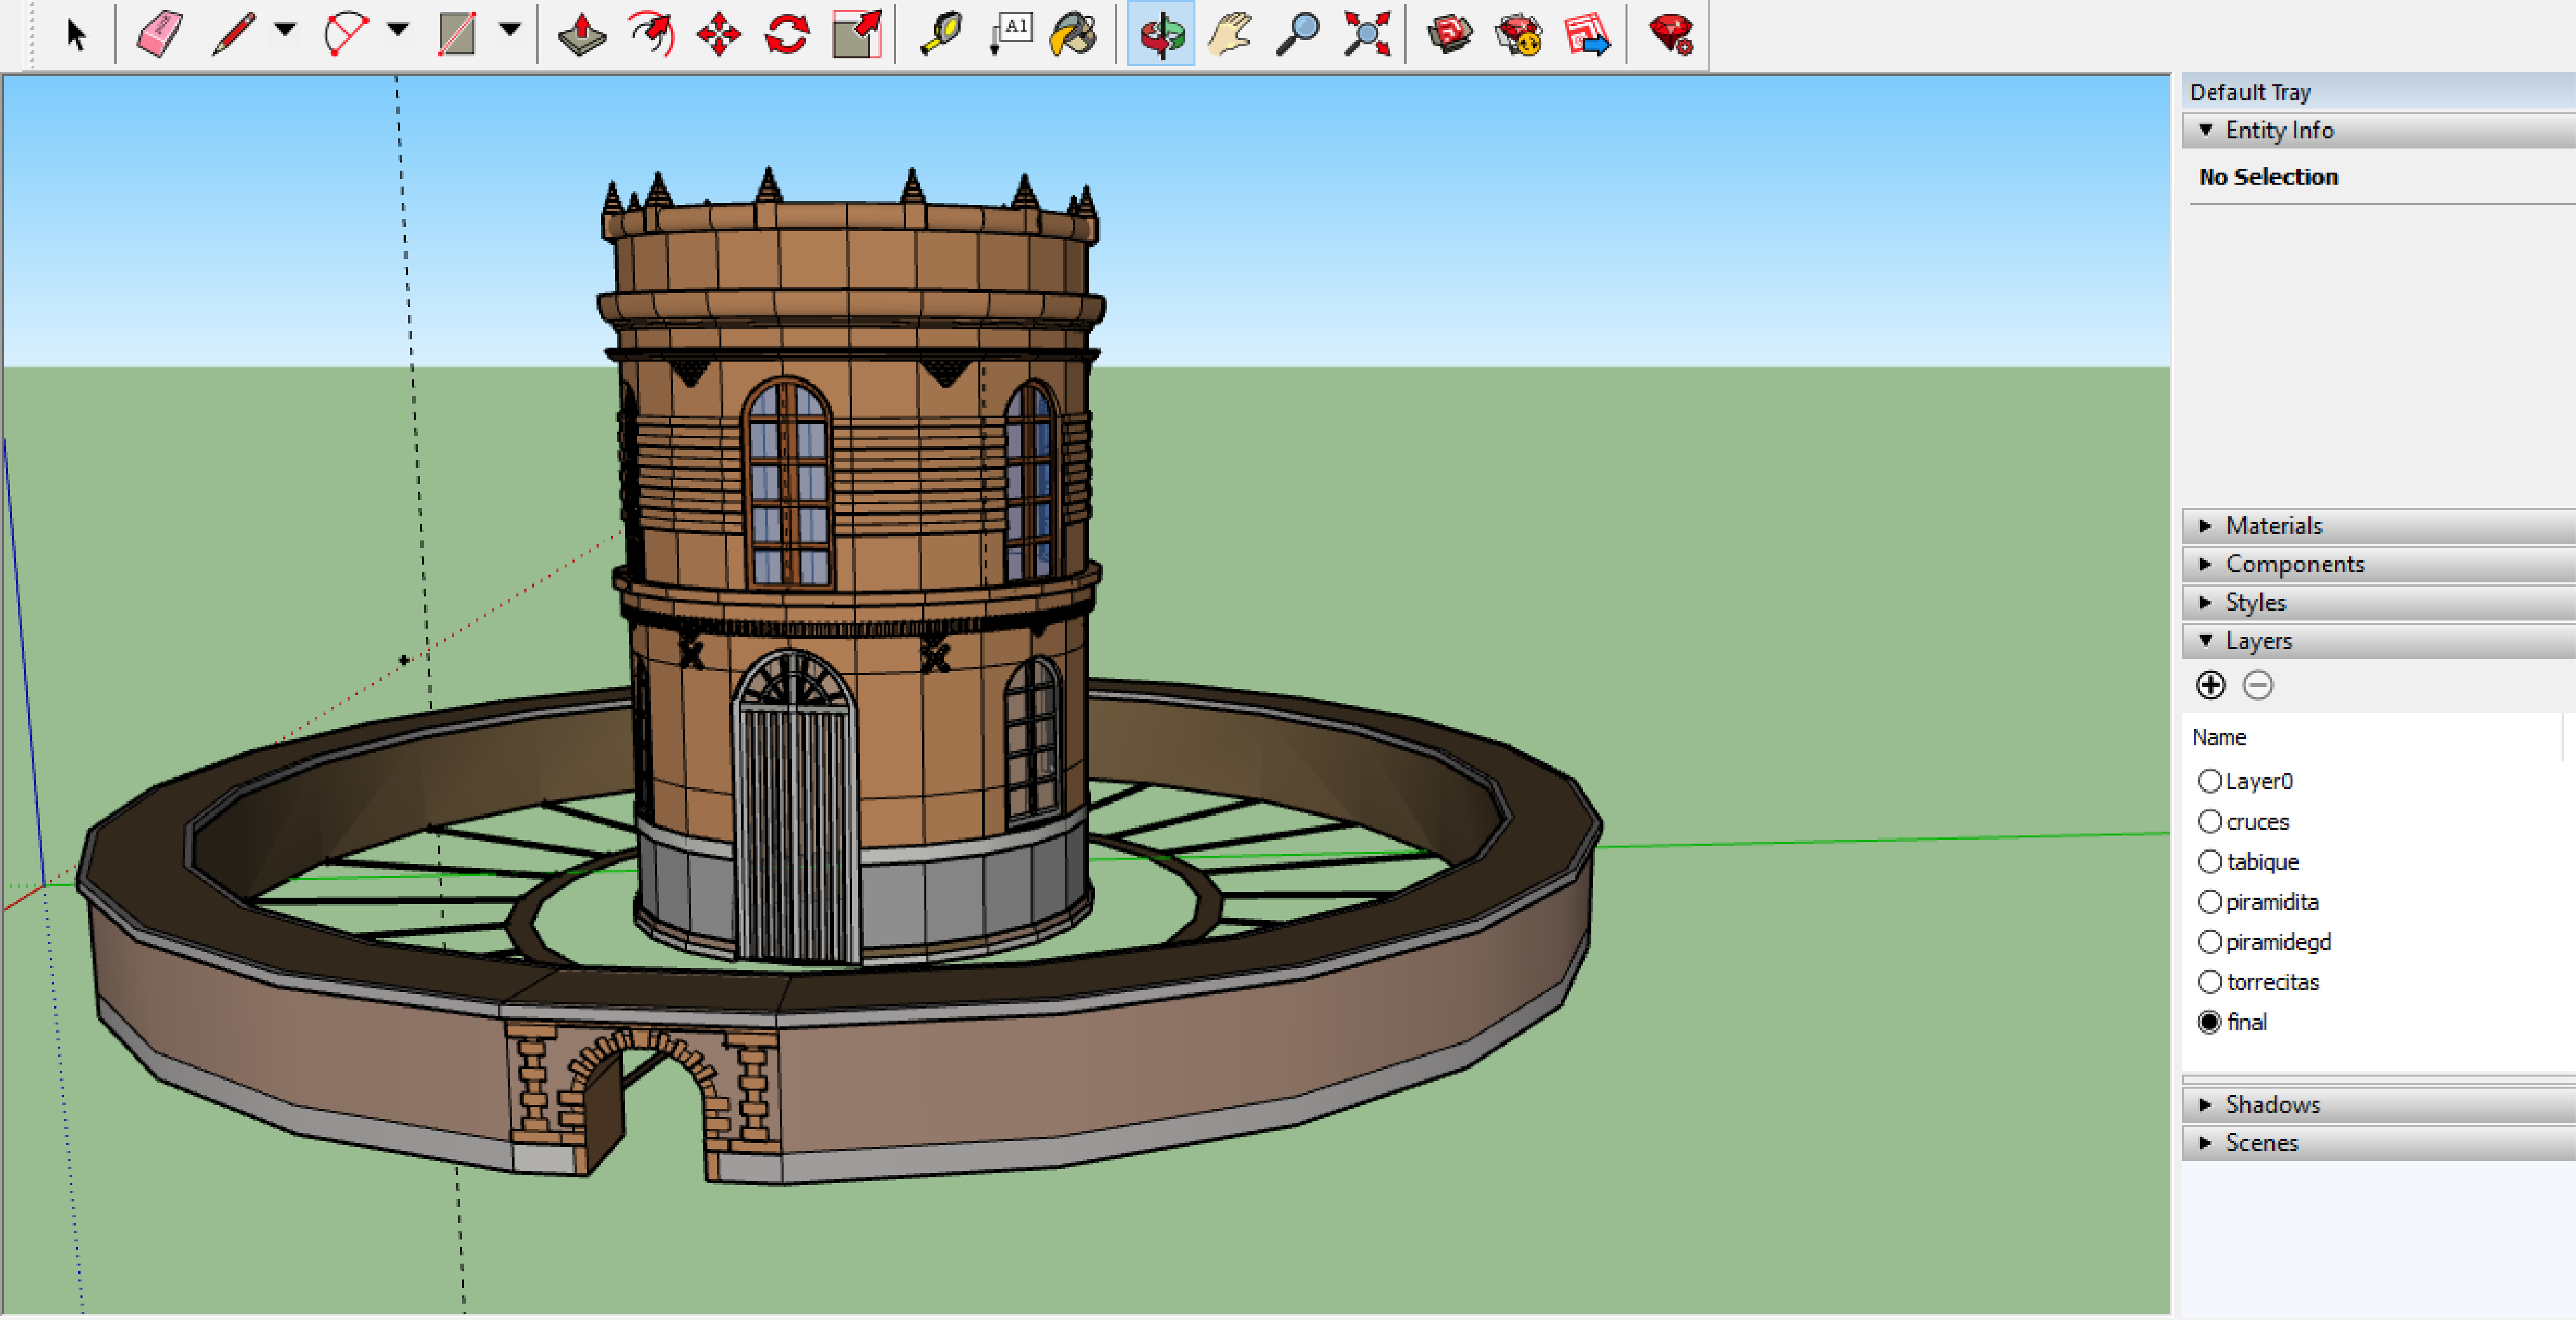 A1
Default Tray
Entity Info
No Selection
Materials
Components
Styles
Layers
Name
Layer0
cruces
tabique
piramidita
piramidegd
torrecitas
final
Shadows
Scenes